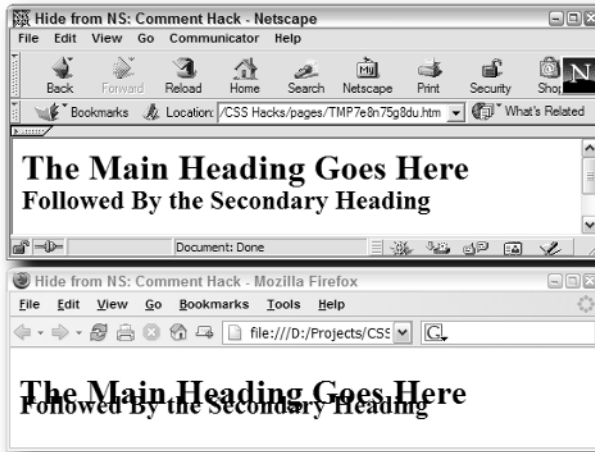 Hide from NS: Comment Hack - Netscape
File Edit View Go Communicator Help
Back Forward Reload Home Search Netscape Print Security Shop
N
My
Bookmarks Location: /CSS Hacks/pages/TMP7e8n75g8du.htm What's Related
The Main Heading Goes Here
Followed By the Secondary Heading
Document: Done
Hide from NS: Comment Hack - Mozilla Firefox
File Edit View Go Bookmarks Tools Help
file:///D:/Projects/CSS G
The Main Heading Goes Here
Followed By the Secondary Heading